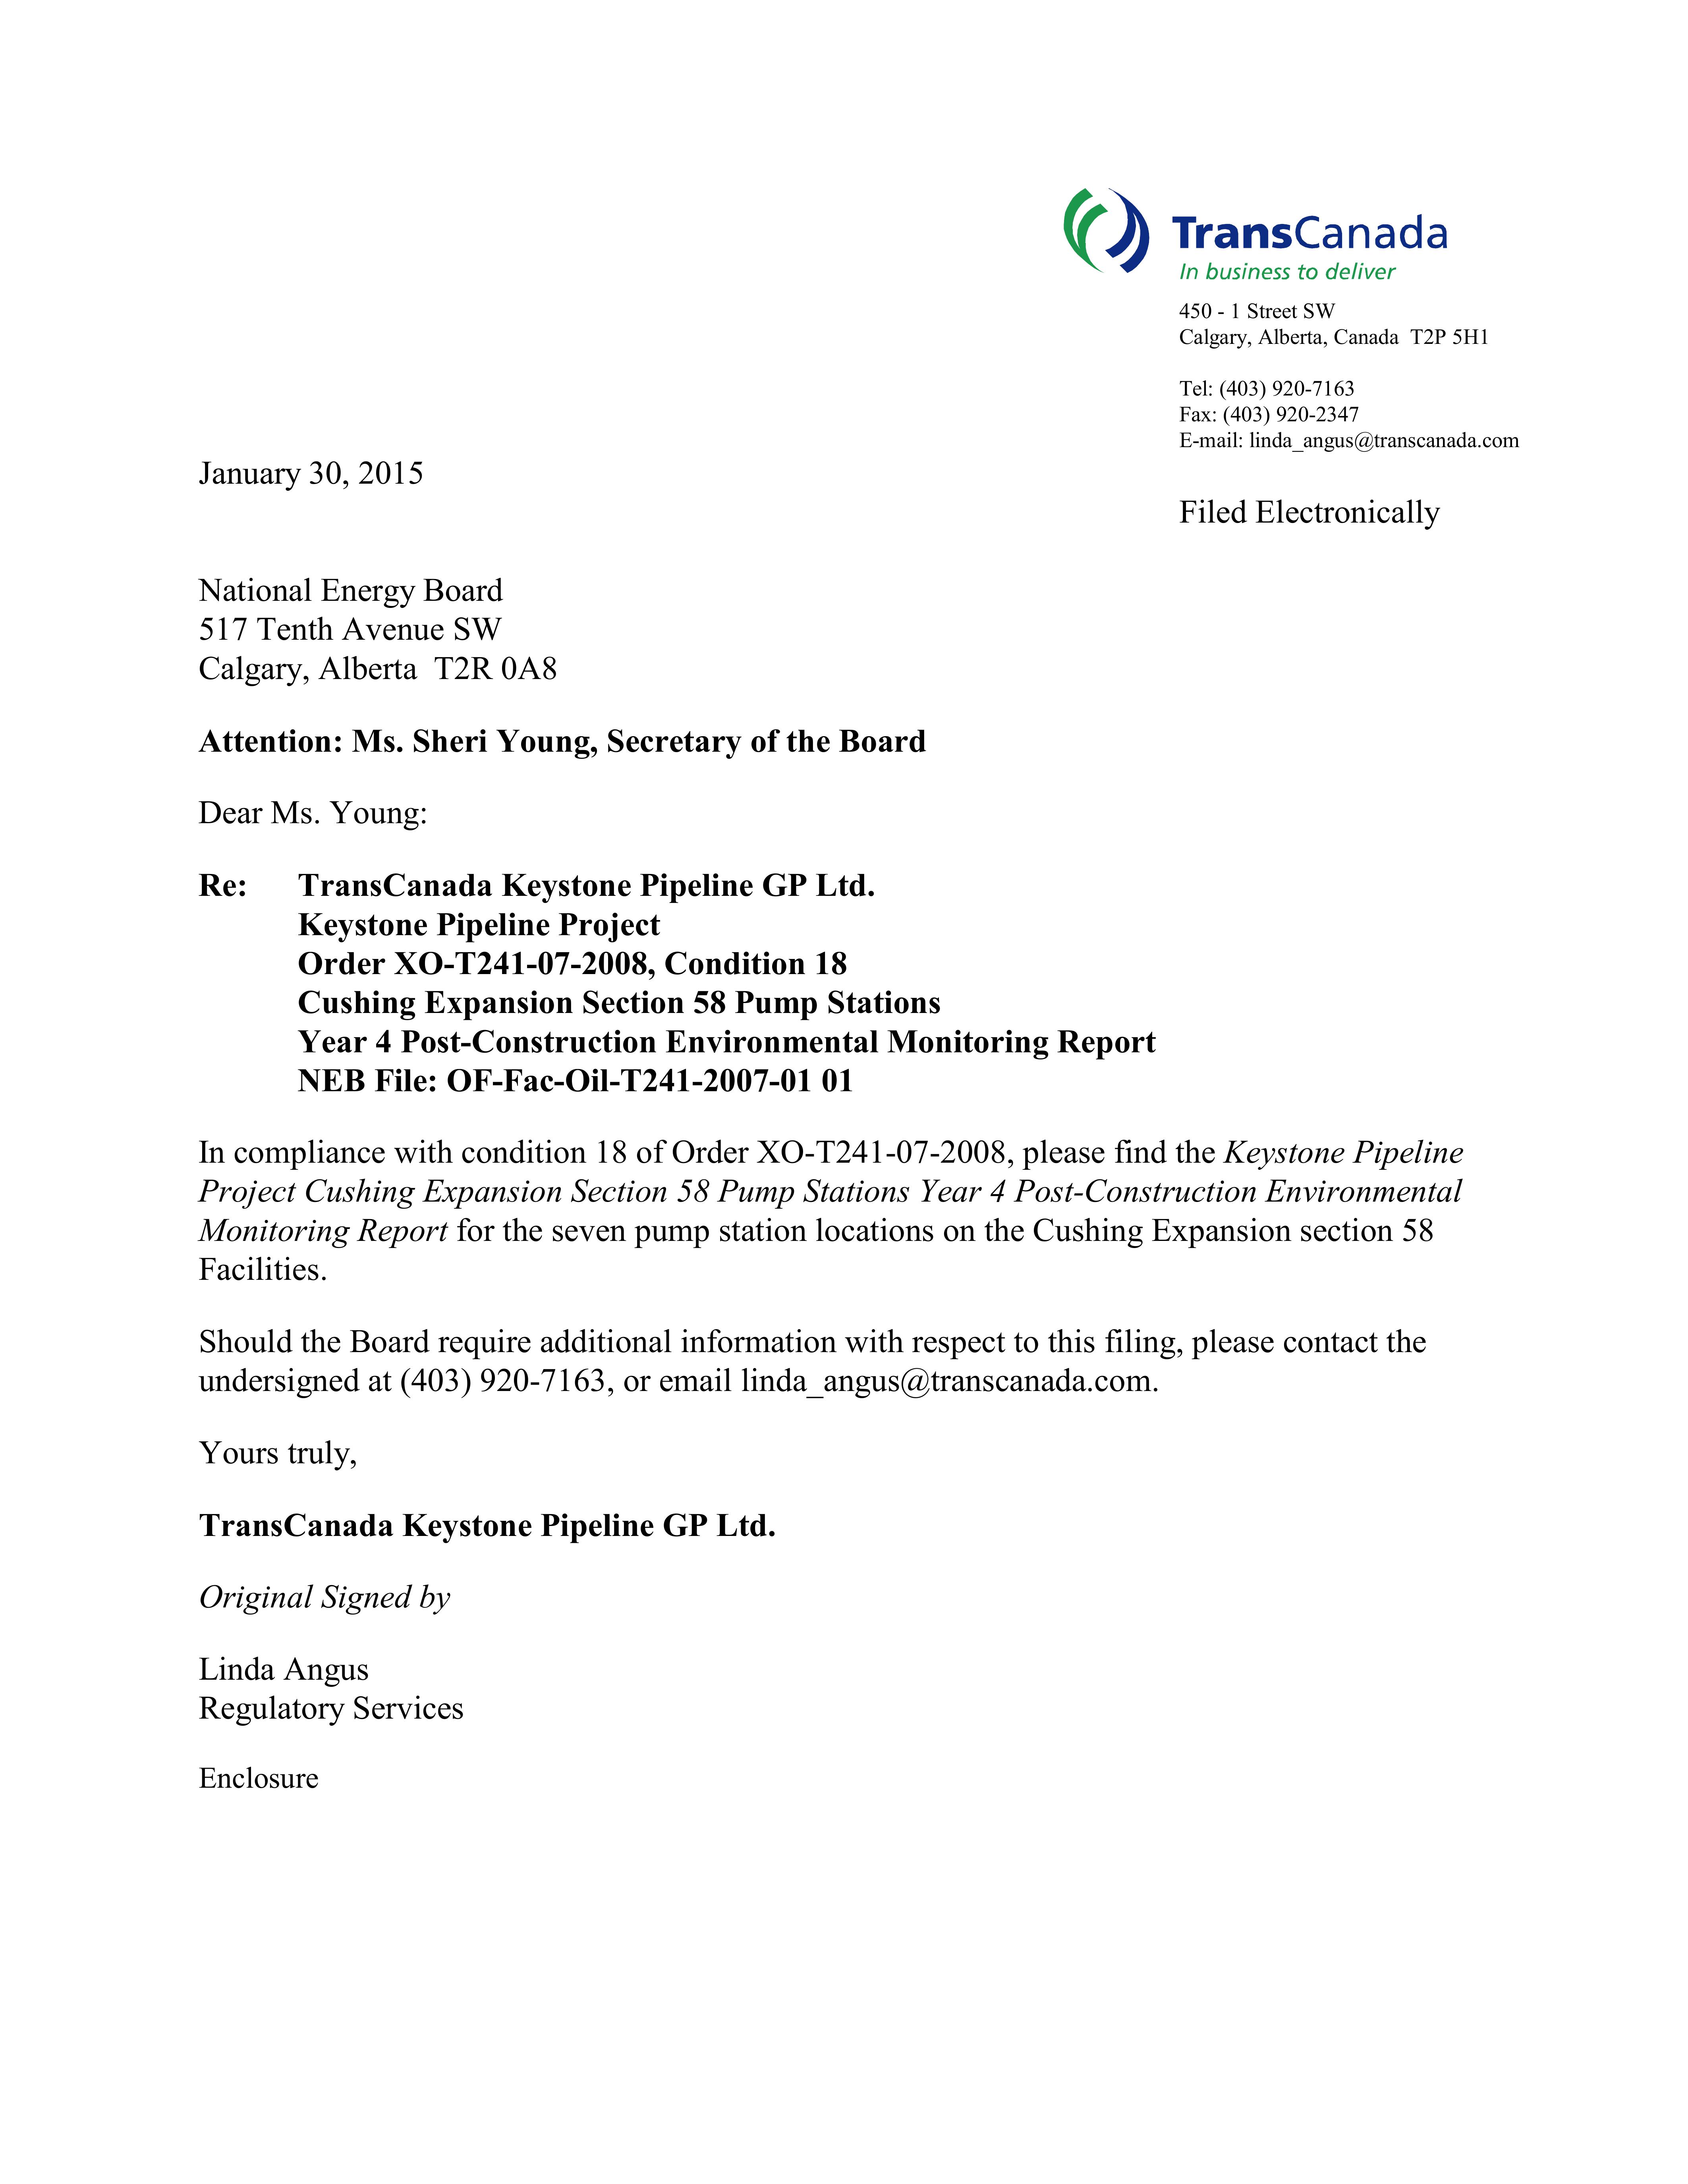 TransCanada
In business to deliver
450 - 1 Street SW
Calgary, Alberta, Canada  T2P 5H1
Tel: (403) 920-7163
Fax: (403) 920-2347
E-mail: linda_angus@transcanada.com
January 30, 2015
Filed Electronically
National Energy Board
517 Tenth Avenue SW
Calgary, Alberta  T2R 0A8
Attention: Ms. Sheri Young, Secretary of the Board
Dear Ms. Young:
Re: TransCanada Keystone Pipeline GP Ltd.
Keystone Pipeline Project
Order XO-T241-07-2008, Condition 18
Cushing Expansion Section 58 Pump Stations
Year 4 Post-Construction Environmental Monitoring Report
NEB File: OF-Fac-Oil-T241-2007-01 01
In compliance with condition 18 of Order XO-T241-07-2008, please find the Keystone Pipeline
Project Cushing Expansion Section 58 Pump Stations Year 4 Post-Construction Environmental
Monitoring Report for the seven pump station locations on the Cushing Expansion section 58
Facilities.
Should the Board require additional information with respect to this filing, please contact the
undersigned at (403) 920-7163, or email linda_angus@transcanada.com.
Yours truly,
TransCanada Keystone Pipeline GP Ltd.
Original Signed by
Linda Angus
Regulatory Services
Enclosure